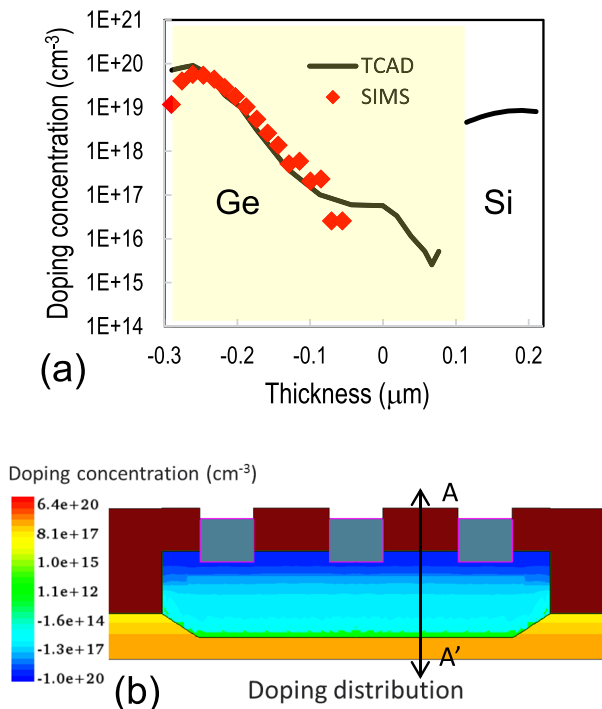 1E+21
1E+20
1E+19
1E+18
1E+17
1E+16
1E+15
1E+14
Doping concentration (cm-3)
TCAD
SIMS
Ge
Si
-0.3 -0.2 -0.1 0 0.1 0.2
(a)
Thickness (μm)
Doping concentration (cm-3)
6.4e+20
8.1e+17
1.0e+15
1.1e+12
-1.6e+14
-1.3e+17
-1.0e+20
A
A’
(b)
Doping distribution